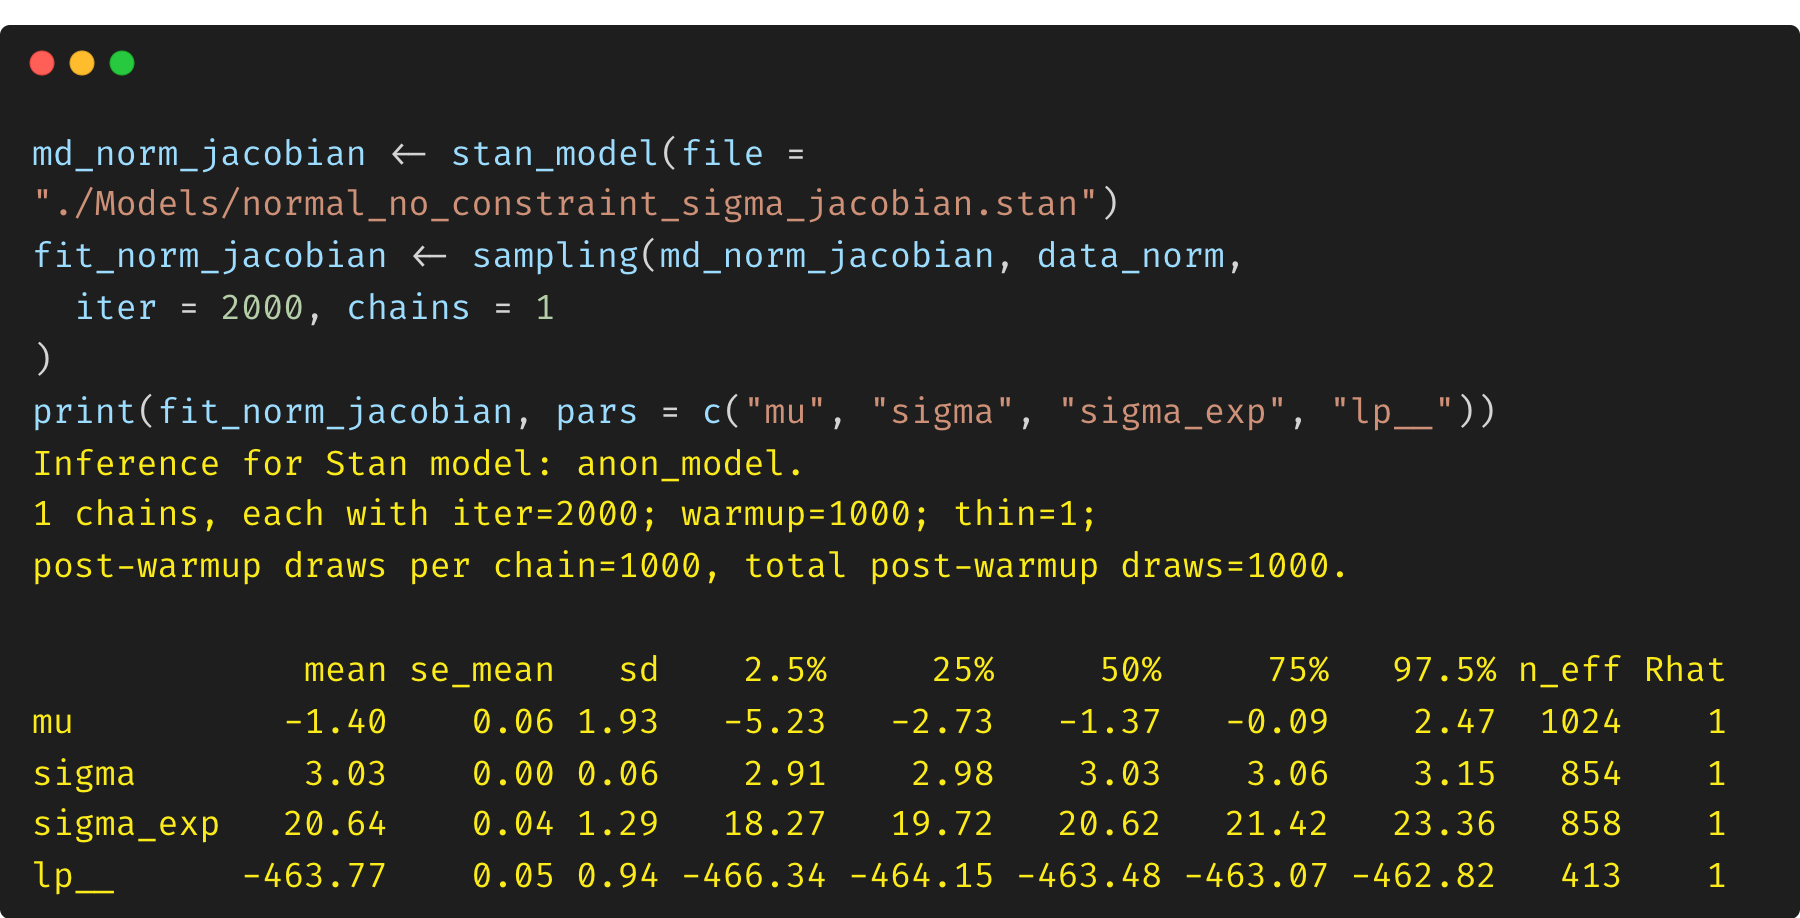 md_norm_jacobian <- stan_model(file =
"./Models/normal_no_constraint_sigma_jacobian.stan")
fit_norm_jacobian <- sampling(md_norm_jacobian, data_norm,
  iter = 2000, chains = 1
)
print(fit_norm_jacobian, pars = c("mu", "sigma", "sigma_exp", "lp__"))
Inference for Stan model: anon_model.
1 chains, each with iter=2000; warmup=1000; thin=1;
post-warmup draws per chain=1000, total post-warmup draws=1000.

             mean se_mean   sd    2.5%     25%     50%     75%   97.5% n_eff Rhat
mu          -1.40    0.06 1.93   -5.23   -2.73   -1.37   -0.09    2.47  1024    1
sigma        3.03    0.00 0.06    2.91    2.98    3.03    3.06    3.15   854    1
sigma_exp   20.64    0.04 1.29   18.27   19.72   20.62   21.42   23.36   858    1
lp__      -463.77    0.05 0.94 -466.34 -464.15 -463.48 -463.07 -462.82   413    1